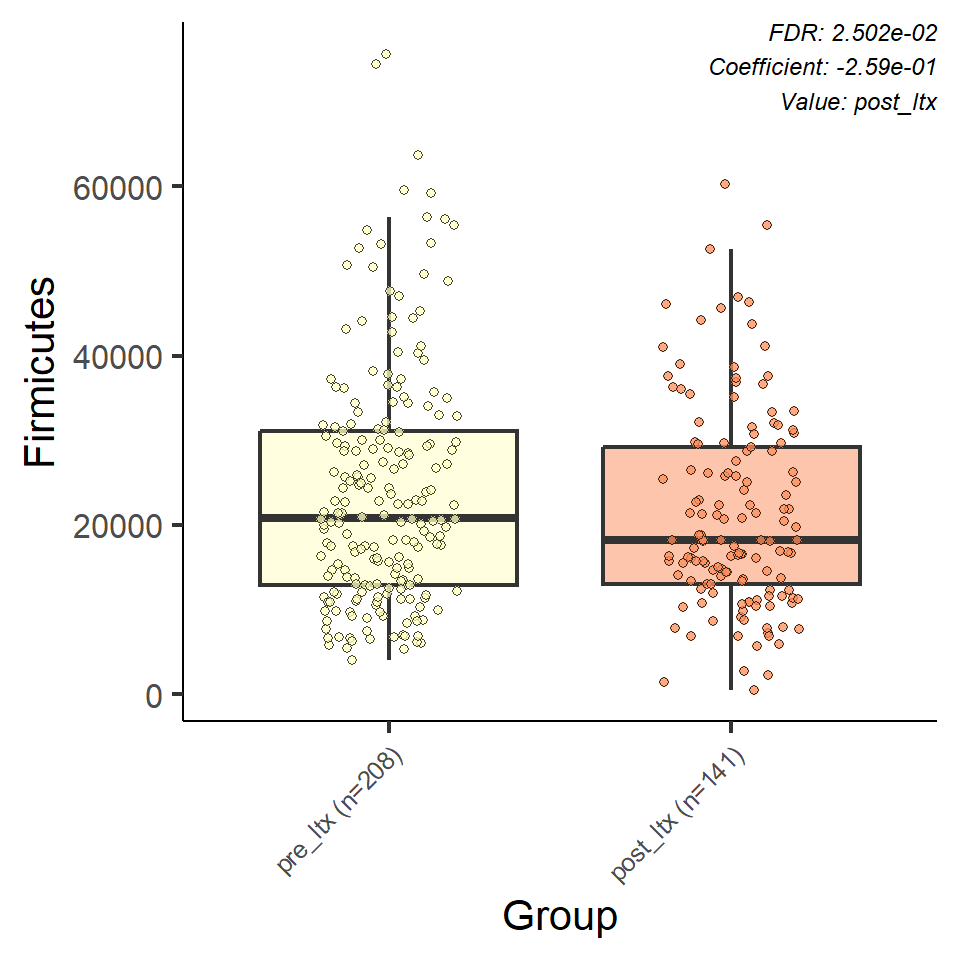 FDR: 2.502e-02
Coefficient: -2.59e-01
Value: post_ltx
Firmicutes
60000
40000
20000
0
pre_ltx (n=208)
post_ltx (n=141)
Group